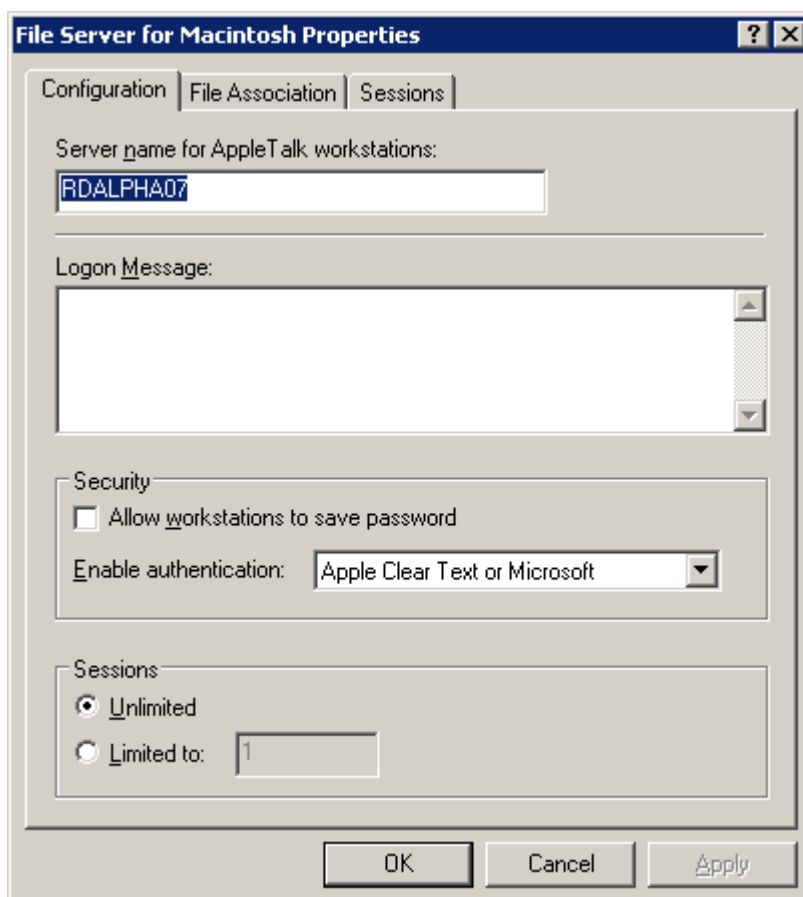 File Server for Macintosh Properties
Configuration File Association Sessions
Server name for AppleTalk workstations:
RDALPHA07
Logon Message:
Security
Allow workstations to save password
Enable authentication: Apple Clear Text or Microsoft
Sessions
Unlimited
Limited to: 1
OK Cancel Apply